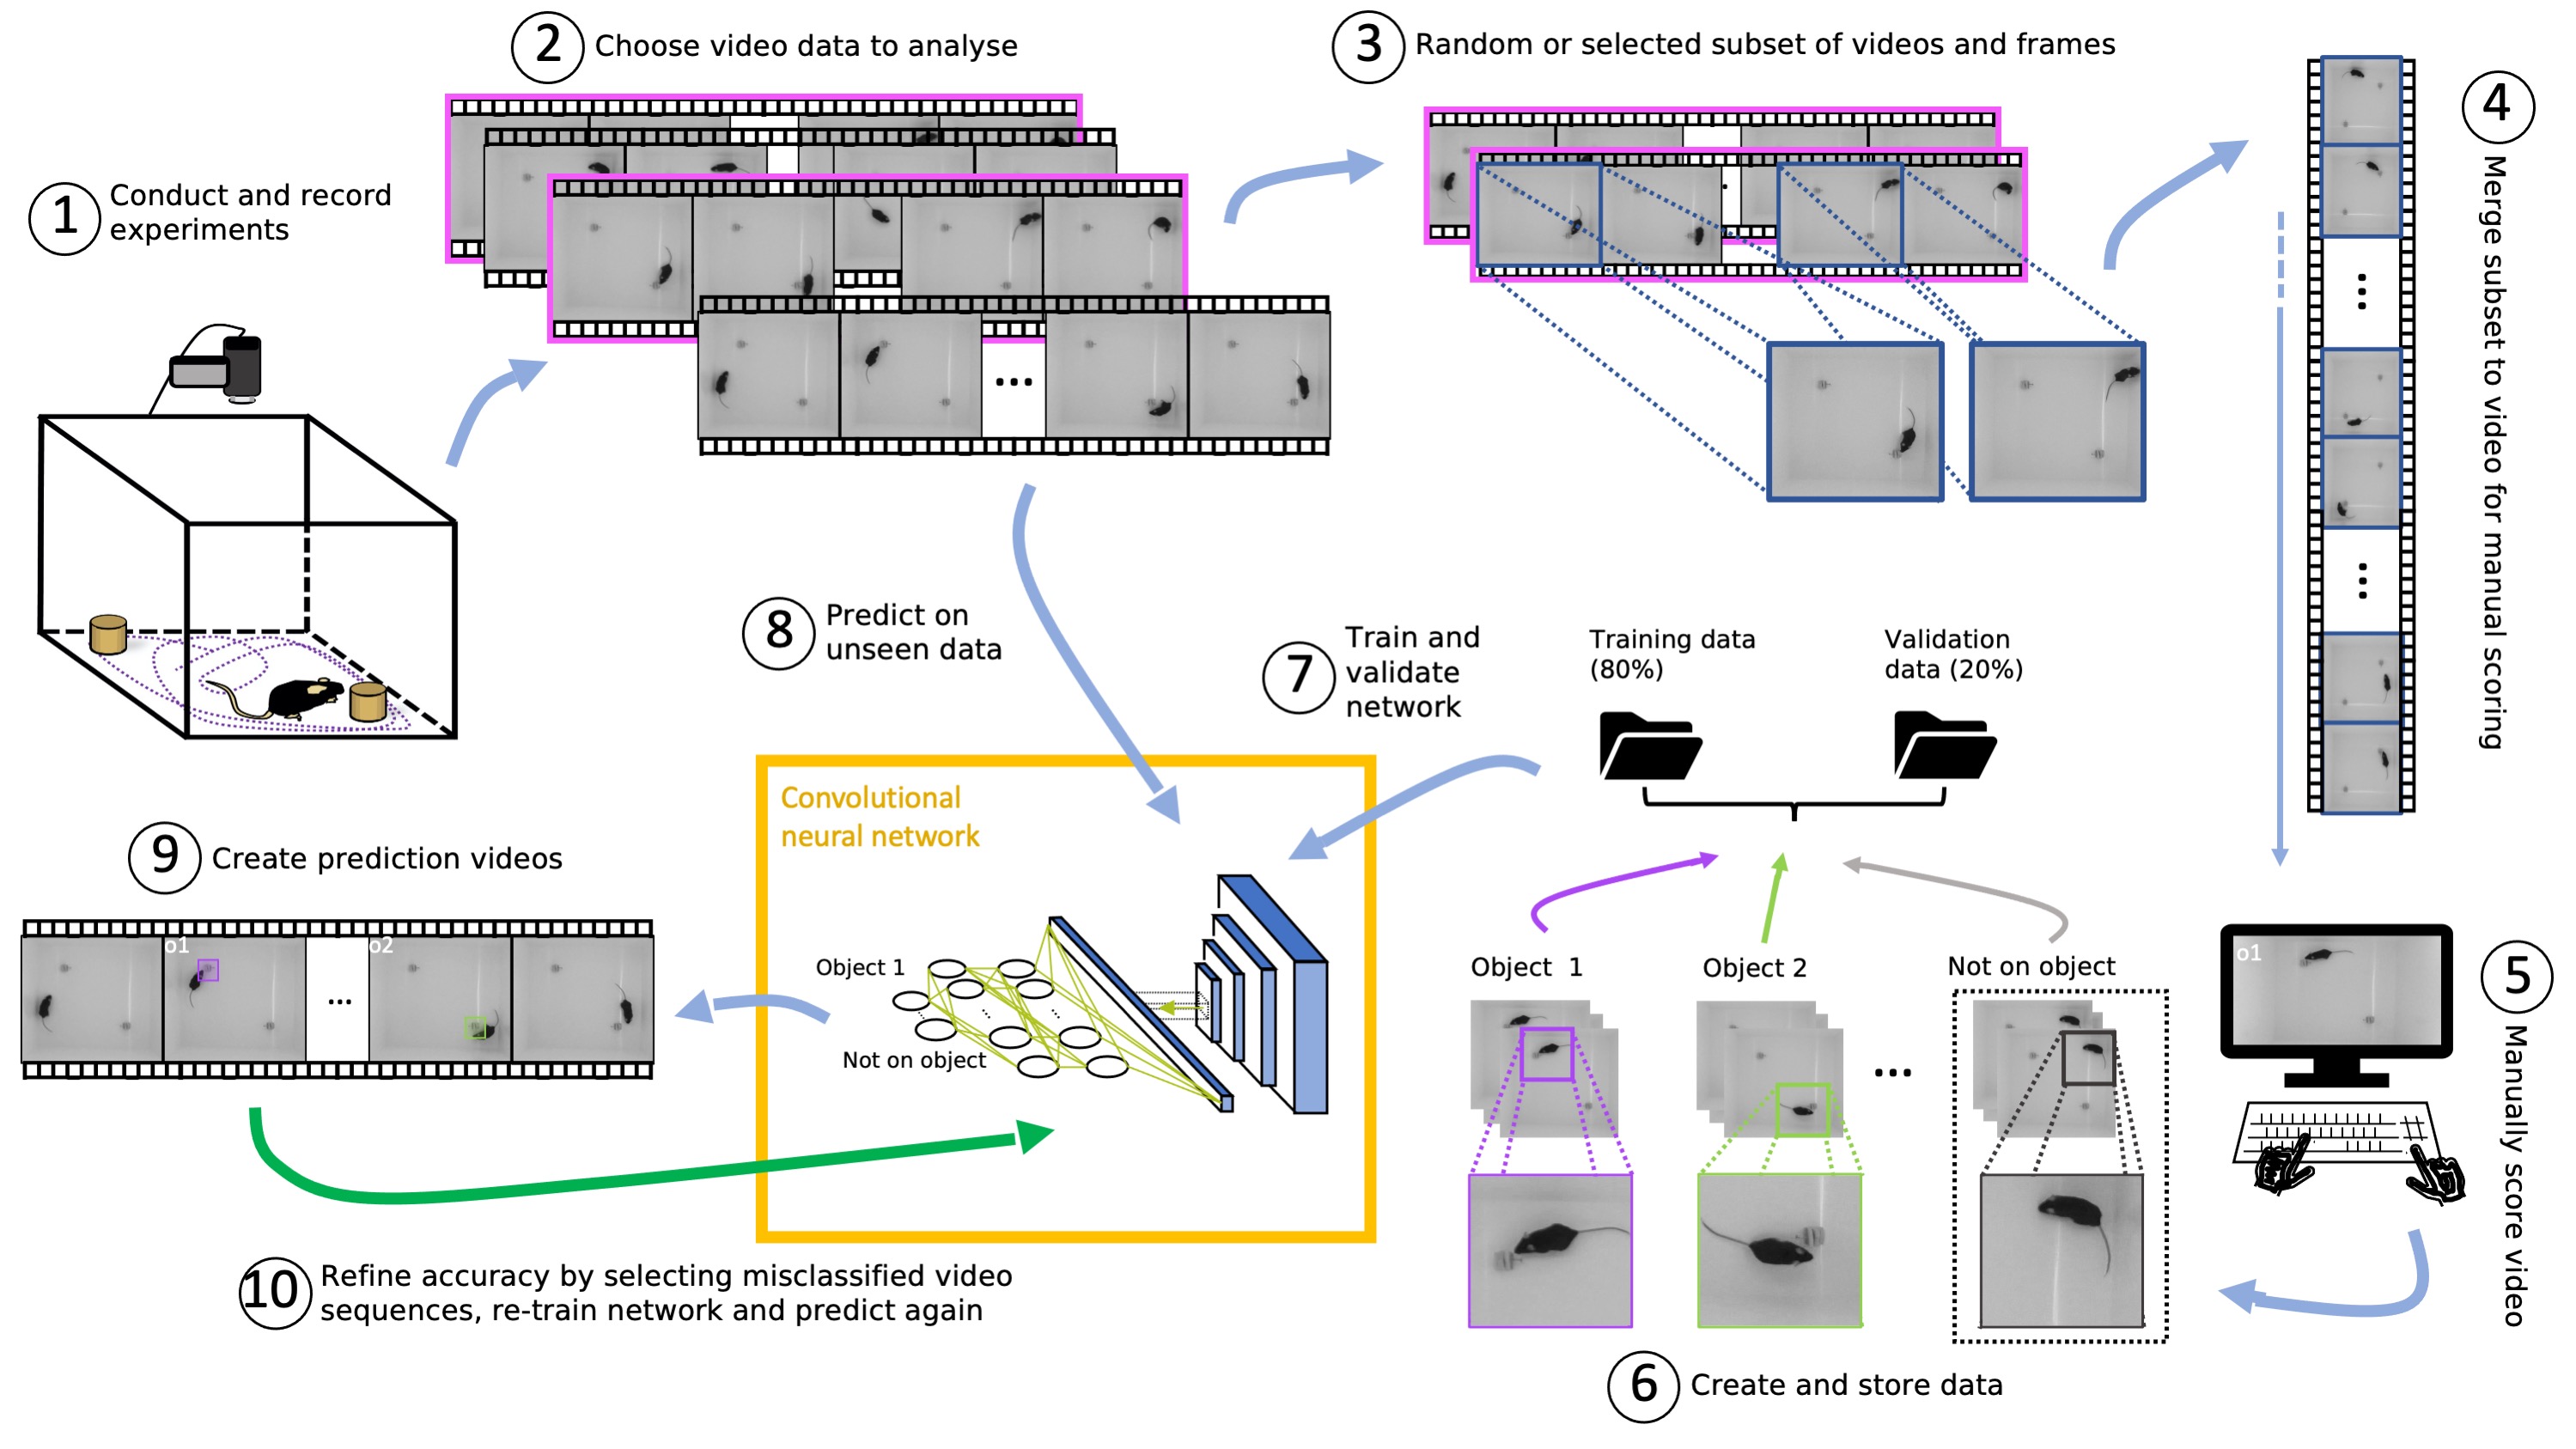 1
Conduct and record
experiments
2
Choose video data to analyse
...
3
Random or selected subset of videos and frames
4
Merge subset to video for manual scoring
...
...
5
Manually score video
o1
6
Create and store data
Object 1
Object 2
...
Not on object
7
Train and
validate
network
Training data
(80%)
Validation
data (20%)
8
Predict on
unseen data
Convolutional
neural network
Object 1
Not on object
9
Create prediction videos
o1
...
o2
10
Refine accuracy by selecting misclassified video
sequences, re-train network and predict again